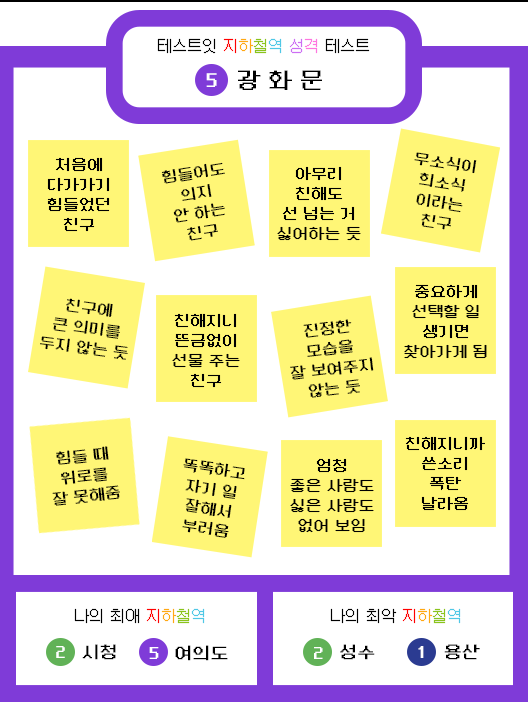 테스트잇 지하철역 성격 테스트
5 광화문
처음에
다가가기
힘들었던
친구
힘들어도
의지
안 하는
친구
아무리
친해도
선 넘는 거
싫어하는 듯
무소식이
희소식
이라는
친구
친구에
큰 의미를
두지 않는 듯
친해지니
뜬금없이
선물 주는
친구
진정한
모습을
잘 보여주지
않는 듯
중요하게
선택할 일
생기면
찾아가게 됨
힘들 때
위로를
잘 못해줌
똑똑하고
자기 일
잘해서
부러움
엄청
좋은 사람도
싫은 사람도
없어 보임
친해지니까
쓴소리
폭탄
날라옴
나의 최애 지하철역
2 시청 5 여의도
나의 최악 지하철역
2 성수 1 용산